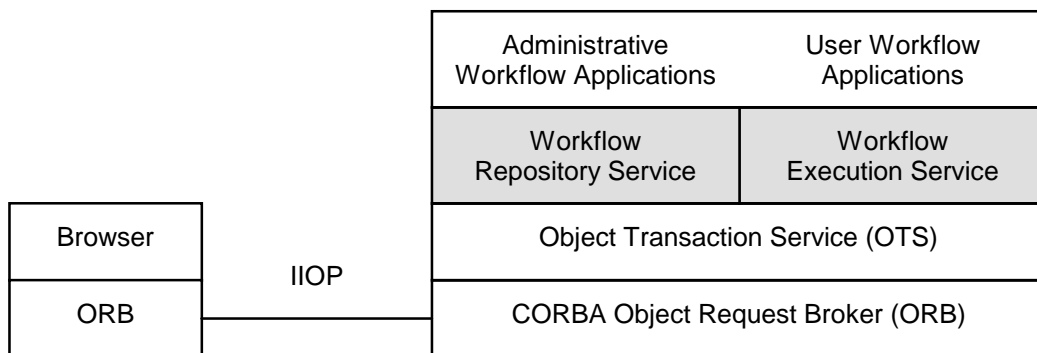 Administrative
Workflow Applications
User Workflow
Applications
Workflow
Repository Service
Workflow
Execution Service
Browser
Object Transaction Service (OTS)
IIOP
ORB
CORBA Object Request Broker (ORB)